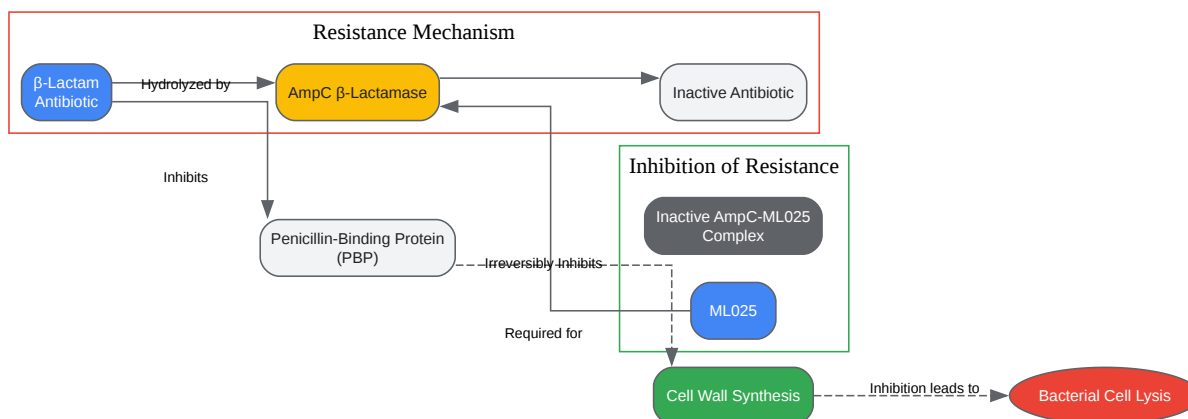 Resistance Mechanism
β-Lactam
Antibiotic
Hydrolyzed by
AmpC β-Lactamase
Inactive Antibiotic
Inhibits
Inhibition of Resistance
Inactive AmpC-ML025
Complex
Penicillin-Binding Protein
(PBP)
Irreversibly Inhibits
ML025
Required for
Cell Wall Synthesis
Inhibition leads to
Bacterial Cell Lysis